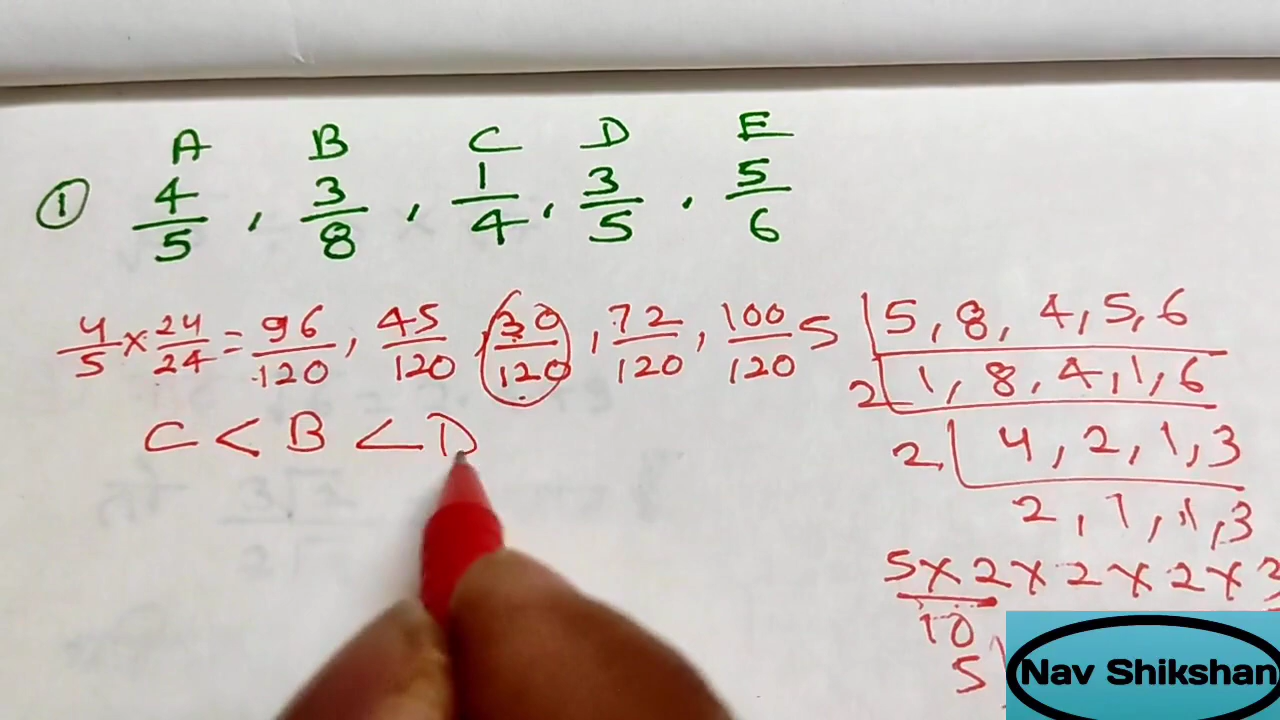 A B C D E
① 4/5 , 3/8 , 1/4 , 3/5 , 5/6
4/5 × 24/24 = 96/120 , 45/120 , 30/120 , 72/120 , 100/120
C < B < D
5 | 5 , 8 , 4 , 5 , 6
2 | 1 , 8 , 4 , 1 , 6
2 | 4 , 2 , 1 , 3
2 , 1 , 1 , 3
5 × 2 × 2 × 2 × 3
10
5
Nav Shikshan